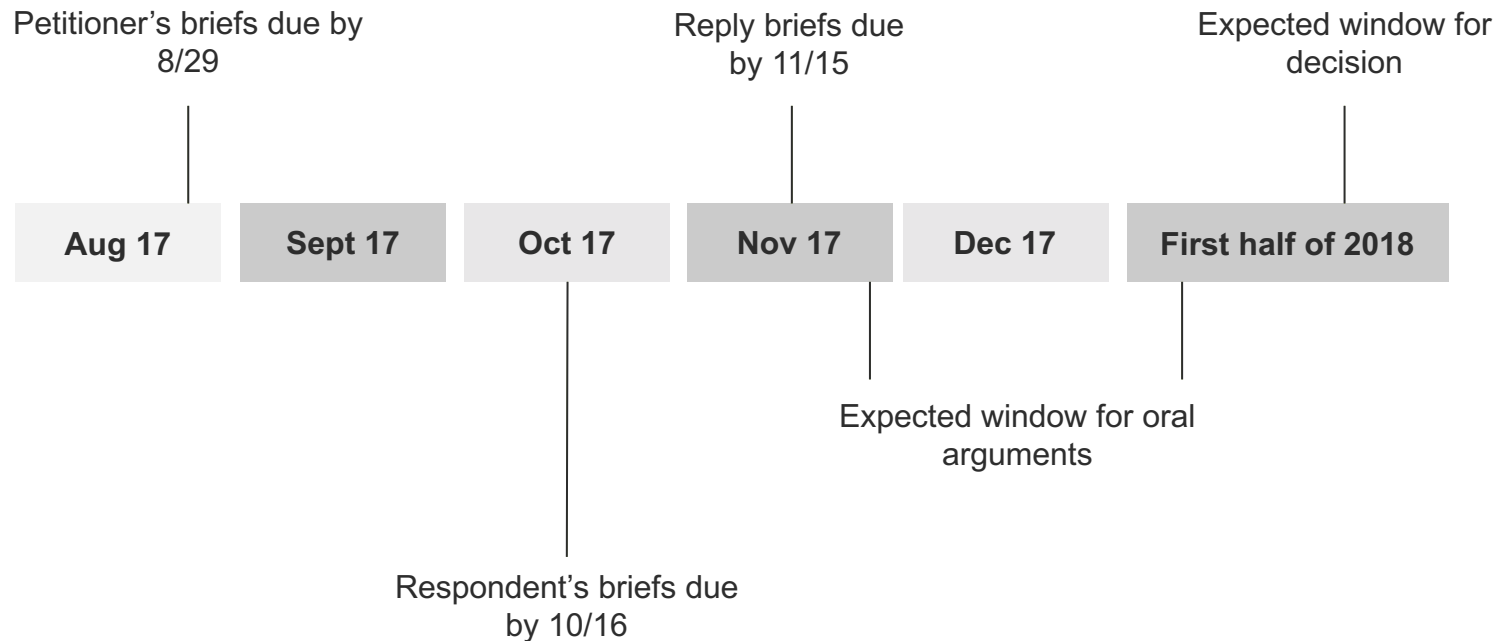 Petitioner’s briefs due by
8/29
Reply briefs due
by 11/15
Expected window for
decision
Aug 17
Sept 17
Oct 17
Nov 17
Dec 17
First half of 2018
Expected window for oral
arguments
Respondent’s briefs due
by 10/16